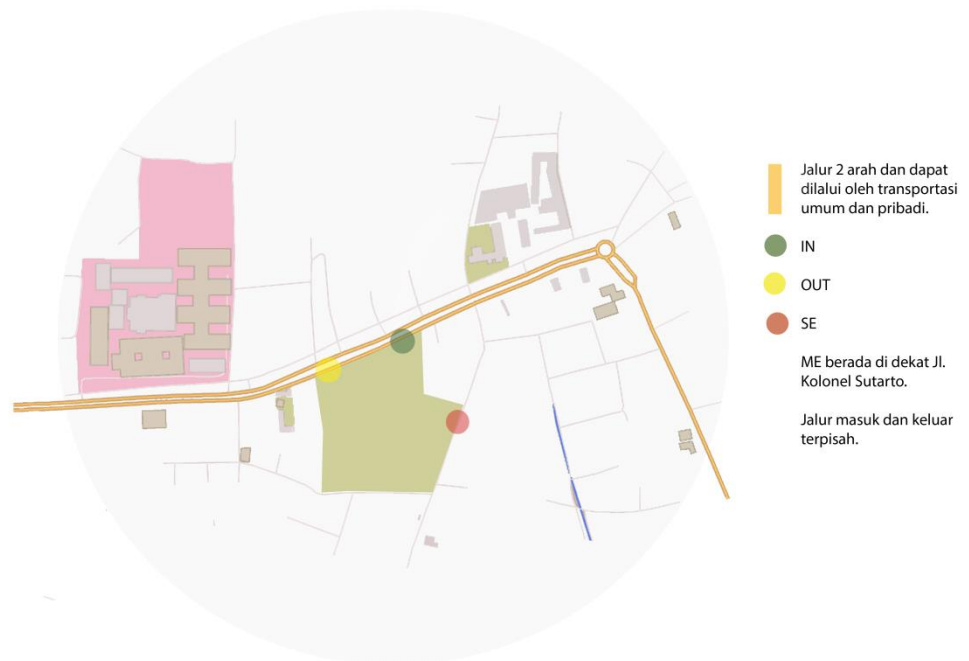 Jalur 2 arah dan dapat
dilalui oleh transportasi
umum dan pribadi.
IN
OUT
SE
ME berada di dekat Jl.
Kolonel Sutarto.
Jalur masuk dan keluar
terpisah.